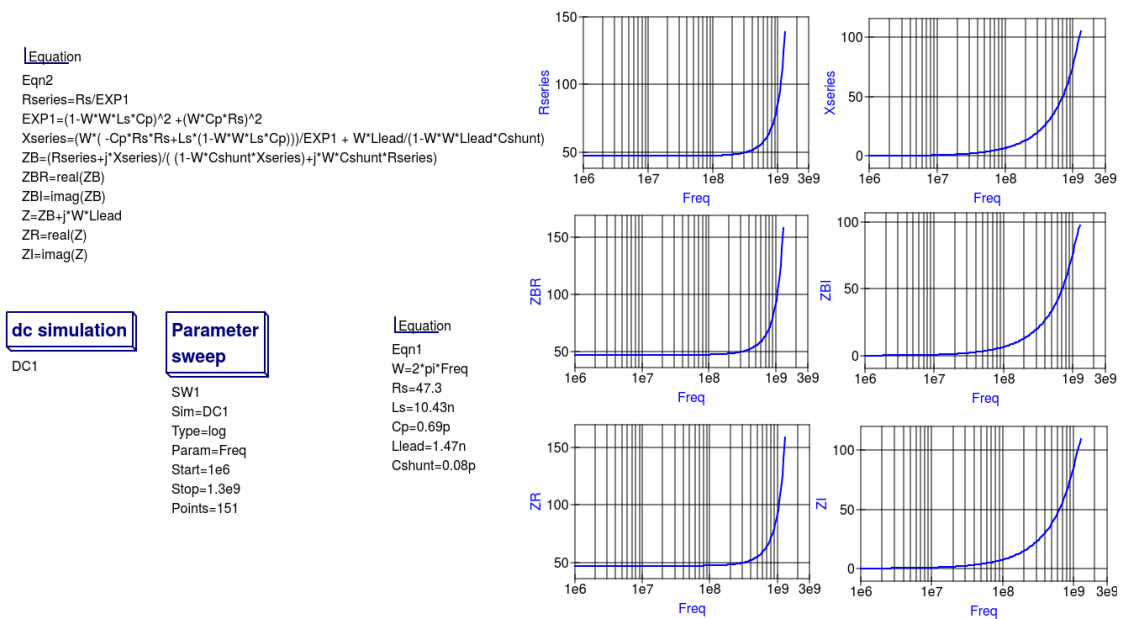 Equation
Eqn2
Rseries=Rs/EXP1
EXP1=(1-W*W*Ls*Cp)^2 +(W*Cp*Rs)^2
Xseries=(W*( -Cp*Rs*Rs+Ls*(1-W*W*Ls*Cp)))/EXP1 + W*Llead/(1-W*W*Llead*Cshunt)
ZB=(Rseries+j*Xseries)/( (1-W*Cshunt*Xseries)+j*W*Cshunt*Rseries)
ZBR=real(ZB)
ZBI=imag(ZB)
Z=ZB+j*W*Llead
ZR=real(Z)
ZI=imag(Z)
dc simulation
DC1
Parameter
sweep
SW1
Sim=DC1
Type=log
Param=Freq
Start=1e6
Stop=1.3e9
Points=151
Equation
Eqn1
W=2*pi*Freq
Rs=47.3
Ls=10.43n
Cp=0.69p
Llead=1.47n
Cshunt=0.08p
150
100
50
Rseries
1e6 1e7 1e8 1e9 3e9
Freq
100
50
0
Xseries
1e6 1e7 1e8 1e9 3e9
Freq
150
100
50
ZBR
1e6 1e7 1e8 1e9 3e9
Freq
100
50
0
ZBI
1e6 1e7 1e8 1e9 3e9
Freq
150
100
50
ZR
1e6 1e7 1e8 1e9 3e9
Freq
100
50
0
ZI
1e6 1e7 1e8 1e9 3e9
Freq